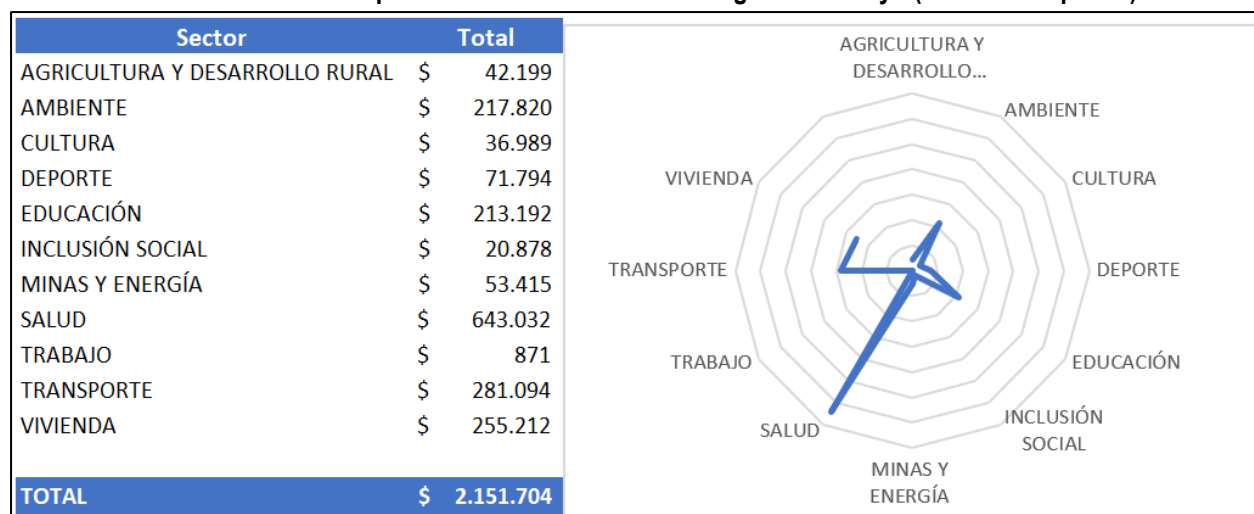 Sector Total
AGRICULTURA Y DESARROLLO RURAL $ 42.199
AMBIENTE $ 217.820
CULTURA $ 36.989
DEPORTE $ 71.794
EDUCACIÓN $ 213.192
INCLUSIÓN SOCIAL $ 20.878
MINAS Y ENERGÍA $ 53.415
SALUD $ 643.032
TRABAJO $ 871
TRANSPORTE $ 281.094
VIVIENDA $ 255.212
TOTAL $ 2.151.704
AGRICULTURA Y
DESARROLLO...
AMBIENTE
CULTURA
DEPORTE
EDUCACIÓN
INCLUSIÓN
SOCIAL
MINAS Y
ENERGÍA
SALUD
TRABAJO
TRANSPORTE
VIVIENDA